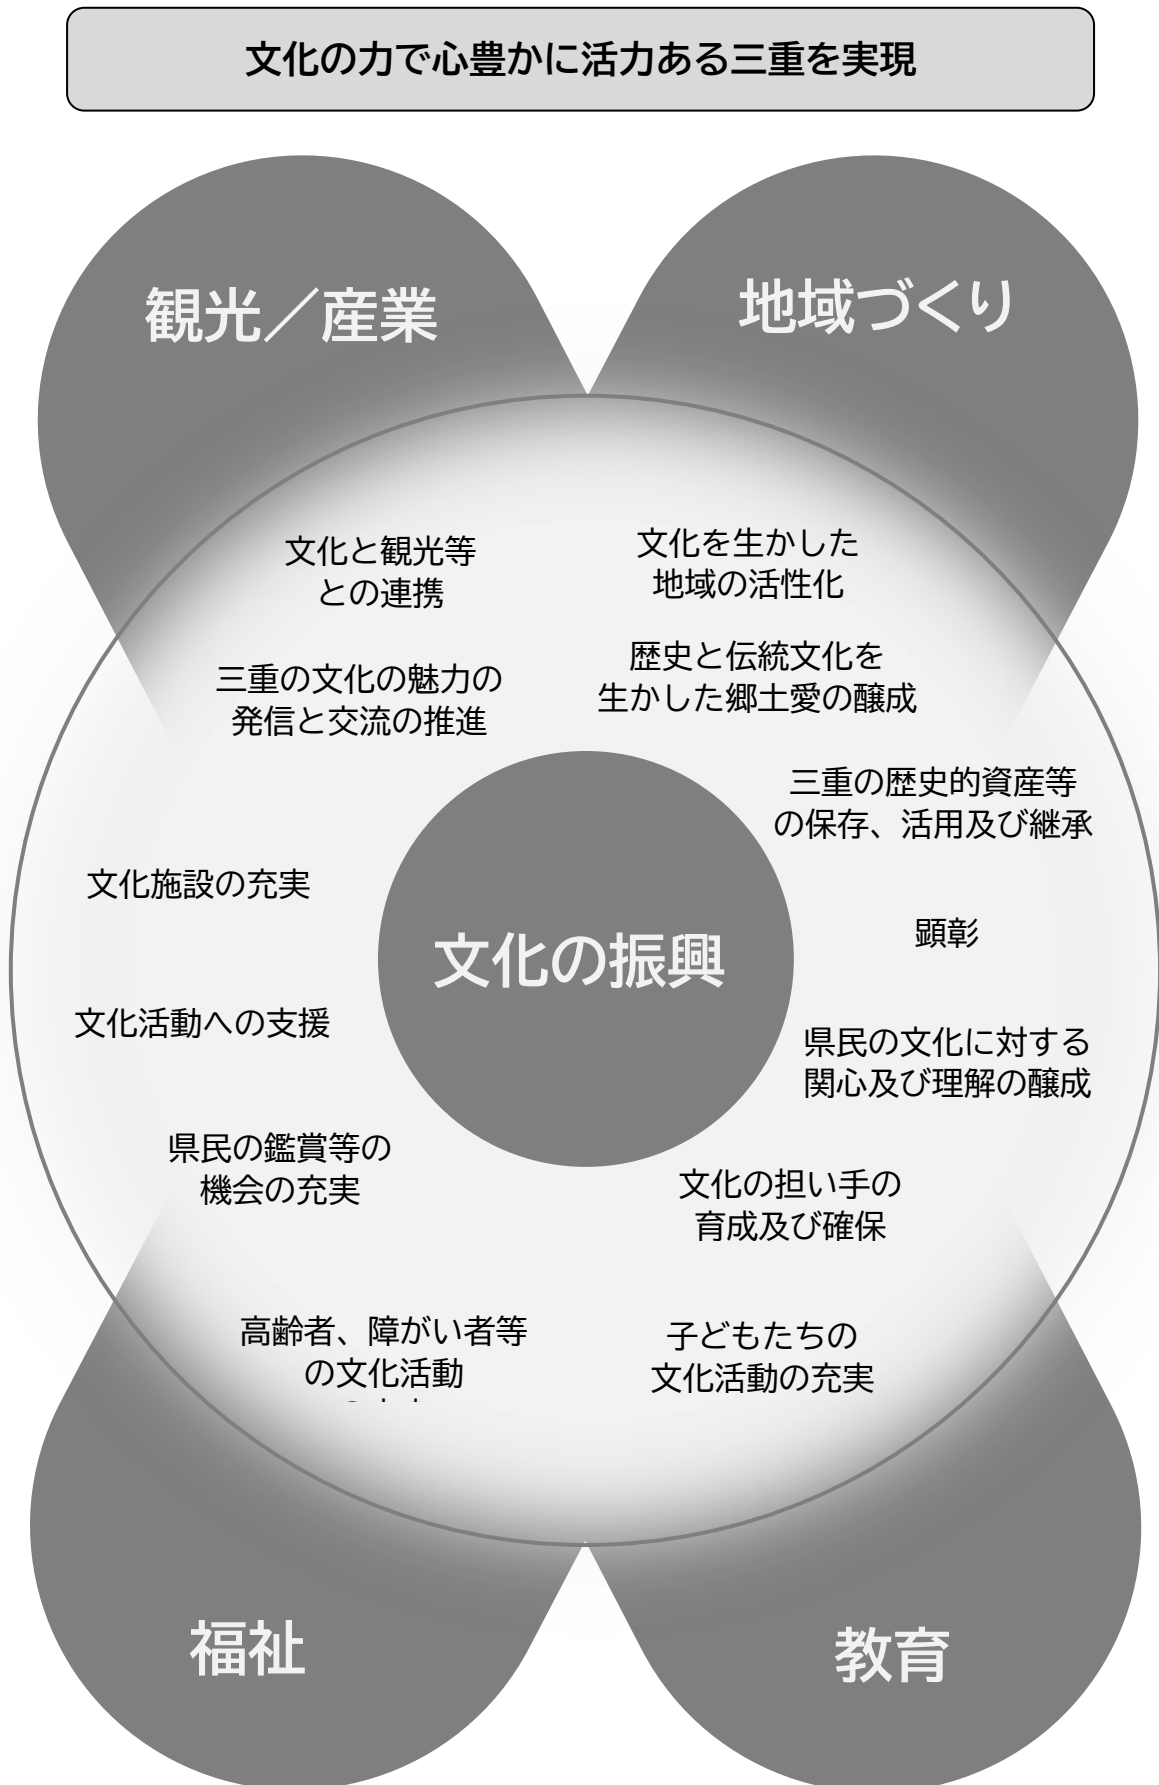 文化の力で心豊かに活力ある三重を実現
観光／産業
地域づくり
文化と観光等
との連携
文化を生かした
地域の活性化
三重の文化の魅力の
発信と交流の推進
歴史と伝統文化を
生かした郷土愛の醸成
三重の歴史的資産等
の保存、活用及び継承
文化施設の充実
顕彰
文化の振興
文化活動への支援
県民の文化に対する
関心及び理解の醸成
県民の鑑賞等の
機会の充実
文化の担い手の
育成及び確保
高齢者、障がい者等
の文化活動
子どもたちの
文化活動の充実
福祉
教育